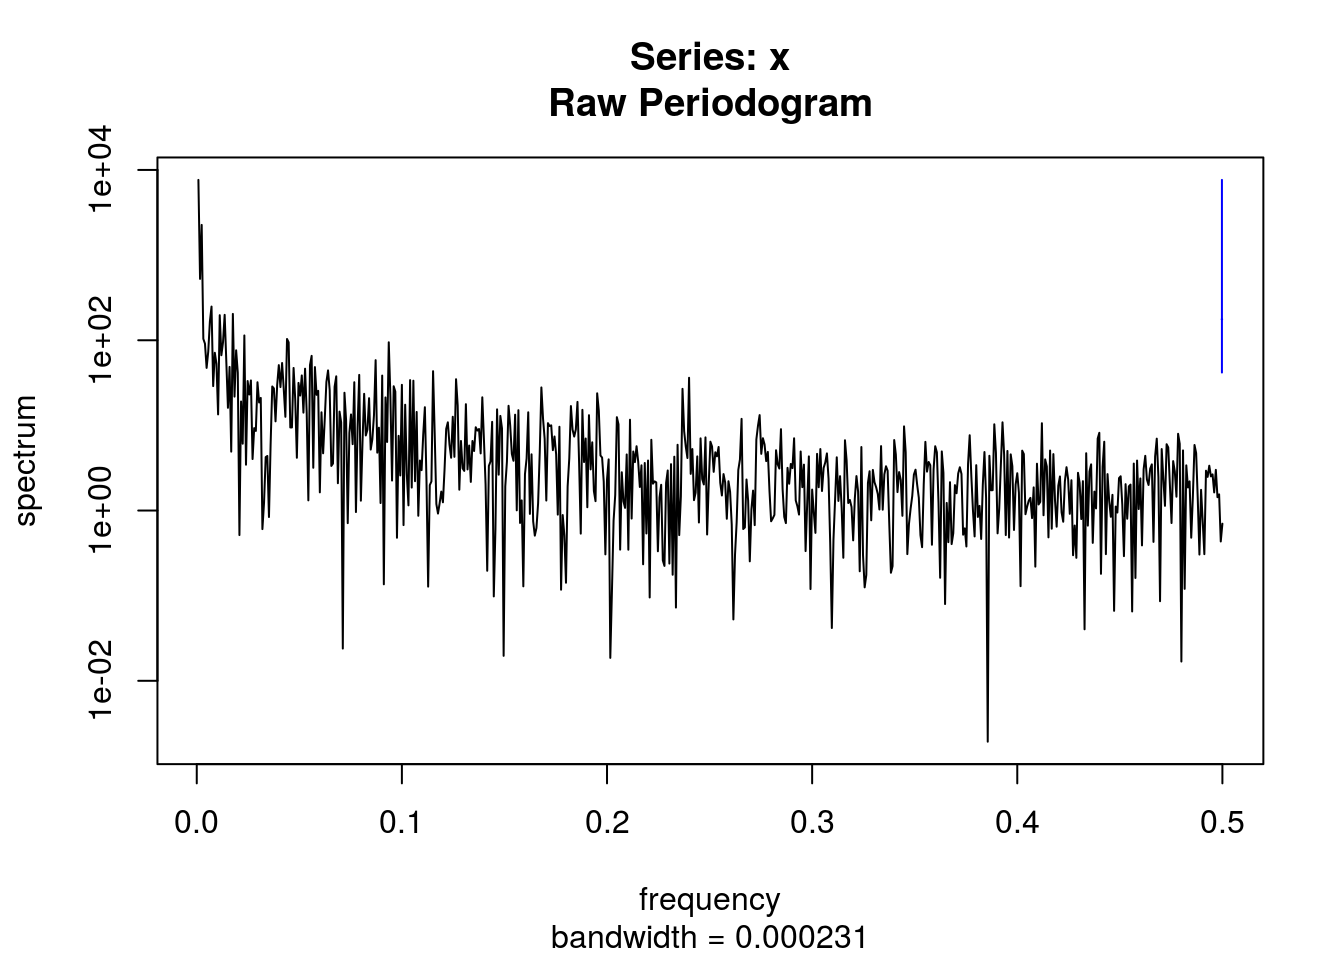 Series: x
Raw Periodogram
spectrum
1e+04
1e+02
1e+00
1e-02
0.0 0.1 0.2 0.3 0.4 0.5
frequency
bandwidth = 0.000231